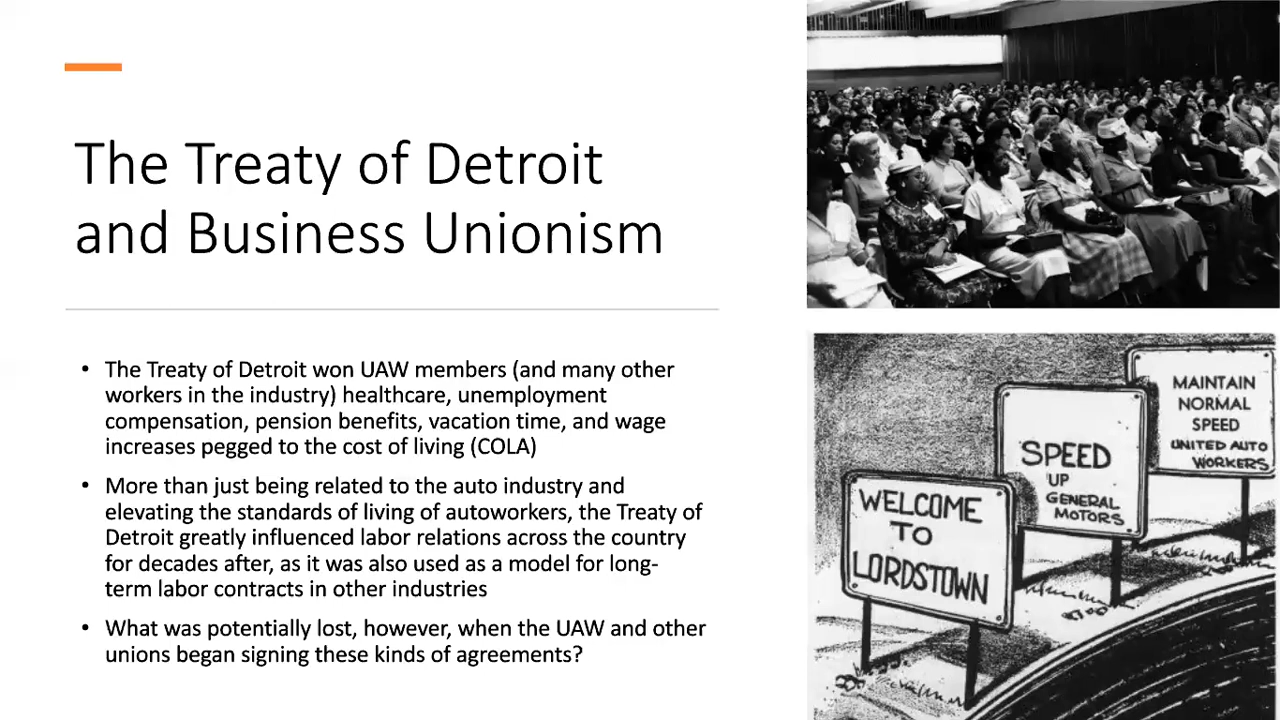 The Treaty of Detroit
and Business Unionism
• The Treaty of Detroit won UAW members (and many other
workers in the industry) healthcare, unemployment
compensation, pension benefits, vacation time, and wage
increases pegged to the cost of living (COLA)
• More than just being related to the auto industry and
elevating the standards of living of autoworkers, the Treaty of
Detroit greatly influenced labor relations across the country
for decades after, as it was also used as a model for long-
term labor contracts in other industries
• What was potentially lost, however, when the UAW and other
unions began signing these kinds of agreements?
WELCOME
TO
LORDSTOWN
SPEED
UP
GENERAL
MOTORS
MAINTAIN
NORMAL
SPEED
UNITED AUTO
WORKERS